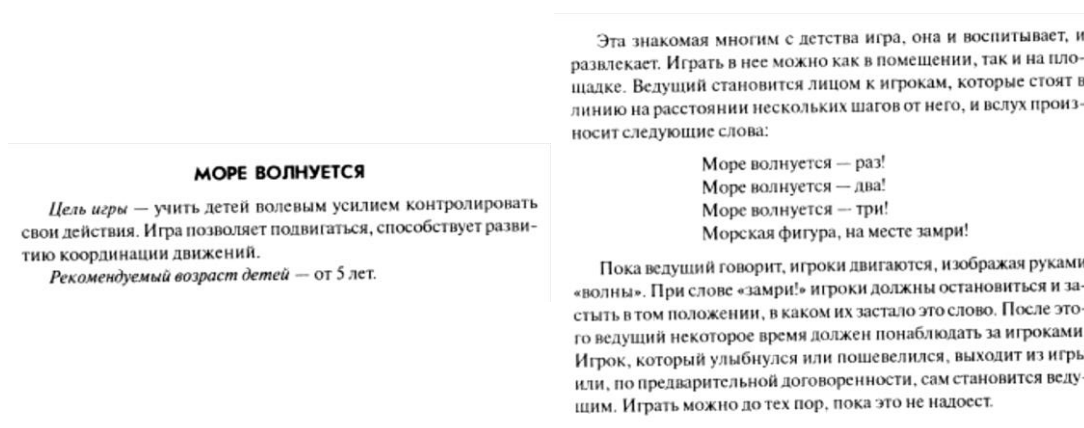 МОРЕ ВОЛНУЕТСЯ
Цель игры — учить детей волевым усилием контролировать
свои действия. Игра позволяет подвигаться, способствует разви-
тию координации движений.
Рекомендуемый возраст детей — от 5 лет.
Эта знакомая многим с детства игра, она и воспитывает, и
развлекает. Играть в нее можно как в помещении, так и на пло-
щадке. Ведущий становится лицом к игрокам, которые стоят в
линию на расстоянии нескольких шагов от него, и вслух произ-
носит следующие слова:
Море волнуется — раз!
Море волнуется — два!
Море волнуется — три!
Морская фигура, на месте замри!
Пока ведущий говорит, игроки двигаются, изображая руками
«волны». При слове «замри!» игроки должны остановиться и за-
стыть в том положении, в каком их застало это слово. После это-
го ведущий некоторое время должен понаблюдать за игроками
Игрок, который улыбнулся или пошевелился, выходит из игры
или, по предварительной договоренности, сам становится веду-
щим. Играть можно до тех пор, пока это не надоест.